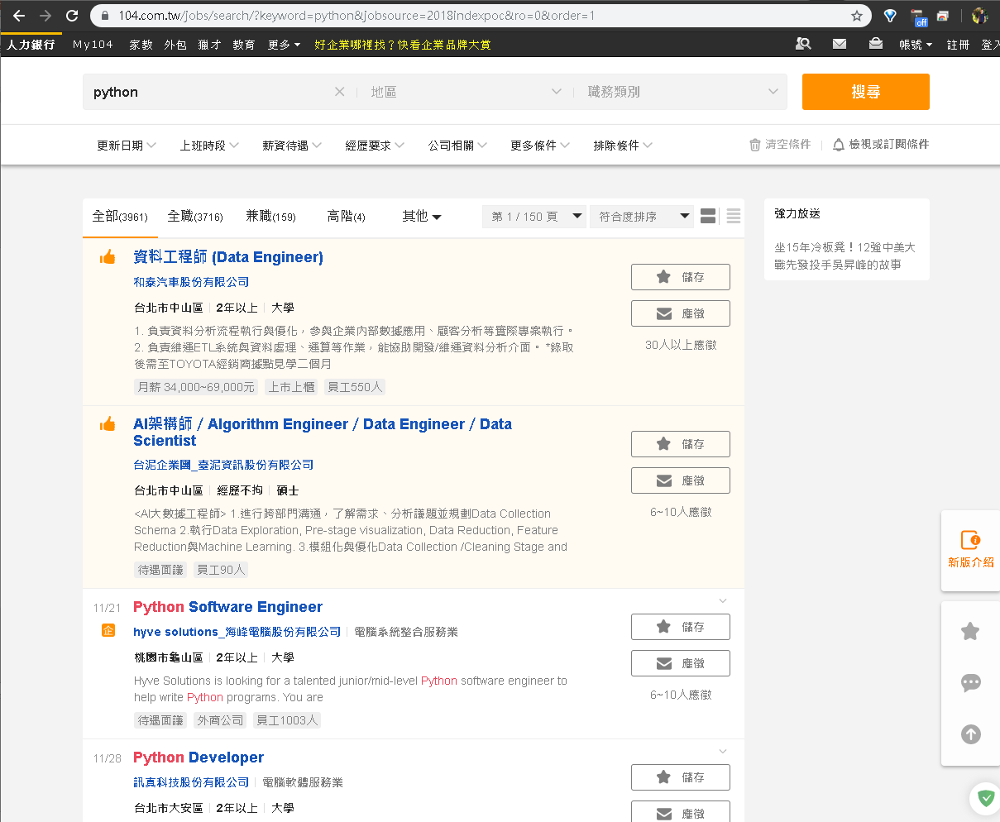 104.com.tw/jobs/search/?keyword=python&jobsource=2018indexpoc&ro=0&order=1
off
人力銀行 My104 家教 外包 獵才 教育 更多 好企業哪裡找？快看企業品牌大賞 帳號 註冊 登入
python 地區 職務類別 搜尋
更新日期 上班時段 薪資待遇 經歷要求 公司相關 更多條件 排除條件 清空條件 檢視或訂閱條件
全部(3961) 全職(3716) 兼職(159) 高階(4) 其他 第 1 / 150 頁 符合度排序
強力放送
坐15年冷板凳！12強中美大
戰先發投手吳昇峰的故事
資料工程師 (Data Engineer)
和泰汽車股份有限公司
儲存
台北市中山區 2年以上 大學
應徵
1. 負責資料分析流程執行與優化，參與企業內部數據應用、顧客分析等實際專案執行。
2. 負責維運ETL系統與資料處理、運算等作業，能協助開發/維運資料分析介面。 *錄取
後需至TOYOTA經銷商據點見學二個月
30人以上應徵
月薪 34,000~69,000元 上市上櫃 員工550人
AI架構師 / Algorithm Engineer / Data Engineer / Data
Scientist
台泥企業團_臺泥資訊股份有限公司
儲存
台北市中山區 經歷不拘 碩士
應徵
<AI大數據工程師> 1.進行跨部門溝通，了解需求、分析議題並規劃Data Collection
Schema 2.執行Data Exploration, Pre-stage visualization, Data Reduction, Feature
Reduction與Machine Learning. 3.模組化與優化Data Collection /Cleaning Stage and
6~10人應徵
待遇面議 員工90人
新版介紹
11/21 Python Software Engineer
企 hyve solutions_海峰電腦股份有限公司 電腦系統整合服務業
儲存
桃園市龜山區 2年以上 大學
應徵
Hyve Solutions is looking for a talented junior/mid-level Python software engineer to
help write Python programs. You are
6~10人應徵
待遇面議 外商公司 員工1003人
11/28 Python Developer
訊真科技股份有限公司 電腦軟體服務業
儲存
台北市大安區 2年以上 大學
應徵